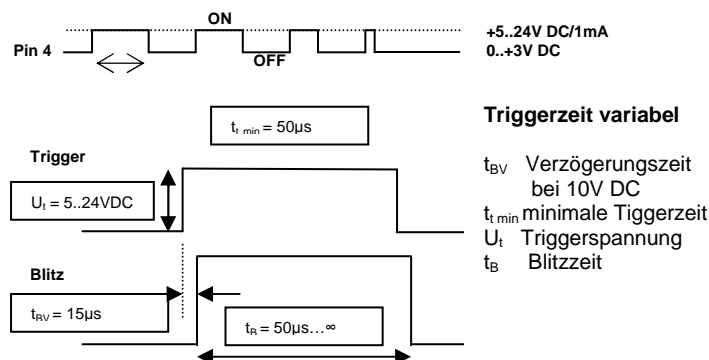 ON
Pin 4
OFF
+5..24V DC/1mA
0..+3V DC
t_t min = 50µs
Trigger
U_t = 5..24VDC
Blitz
t_BV = 15µs
t_B = 50µs…∞
Triggerzeit variabel
t_BV Verzögerungszeit
bei 10V DC
t_t min minimale Tiggerzeit
U_t Triggerspannung
t_B Blitzzeit